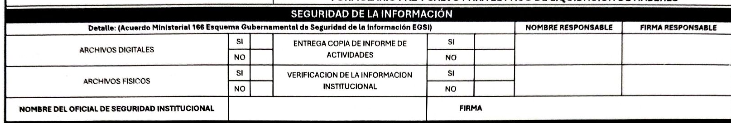 SEGURIDAD DE LA INFORMACIÓN
Detalle: (Acuerdo Ministerial 166 Esquema Gubernamental de Seguridad de la Información EGSI) NOMBRE RESPONSABLE FIRMA RESPONSABLE
ARCHIVOS DIGITALES SI ENTREGA COPIA DE INFORME DE ACTIVIDADES SI
NO NO
ARCHIVOS FISICOS SI VERIFICACION DE LA INFORMACION INSTITUCIONAL SI
NO NO
NOMBRE DEL OFICIAL DE SEGURIDAD INSTITUCIONAL FIRMA